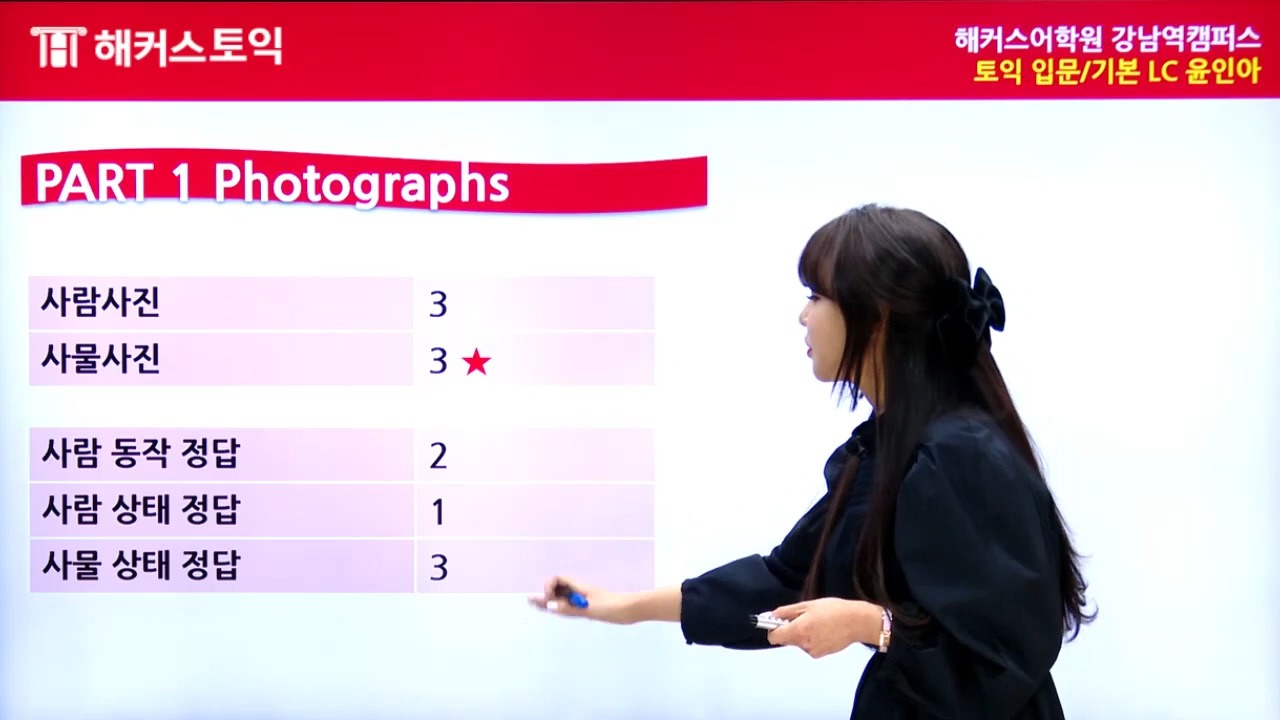 해커스토익
해커스어학원 강남역캠퍼스
토익 입문/기본 LC 윤인아
PART 1 Photographs
사람사진 3
사물사진 3 ★
사람 동작 정답 2
사람 상태 정답 1
사물 상태 정답 3